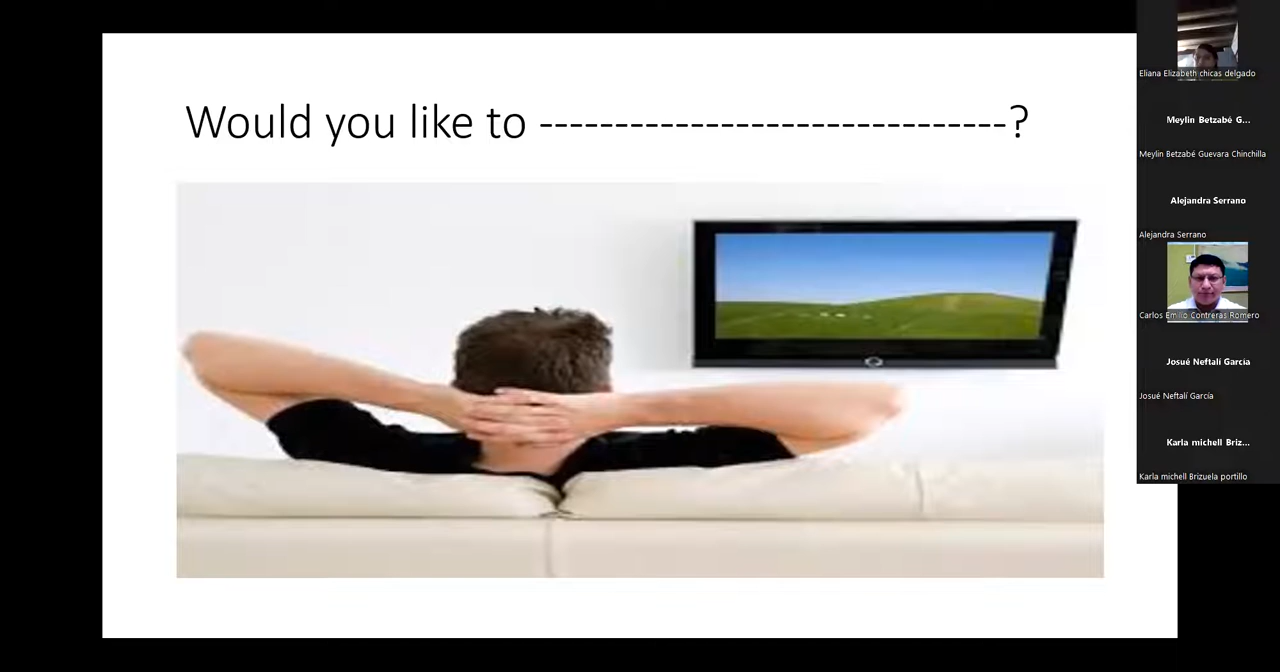 Would you like to -------------------------------?
Eliana Elizabeth chicas delgado
Meylin Betzabé G...
Meylin Betzabé Guevara Chinchilla
Alejandra Serrano
Alejandra Serrano
Carlos Emilio Contreras Romero
Josué Neftalí García
Josué Neftalí García
Karla michell Briz...
Karla michell Brizuela portillo